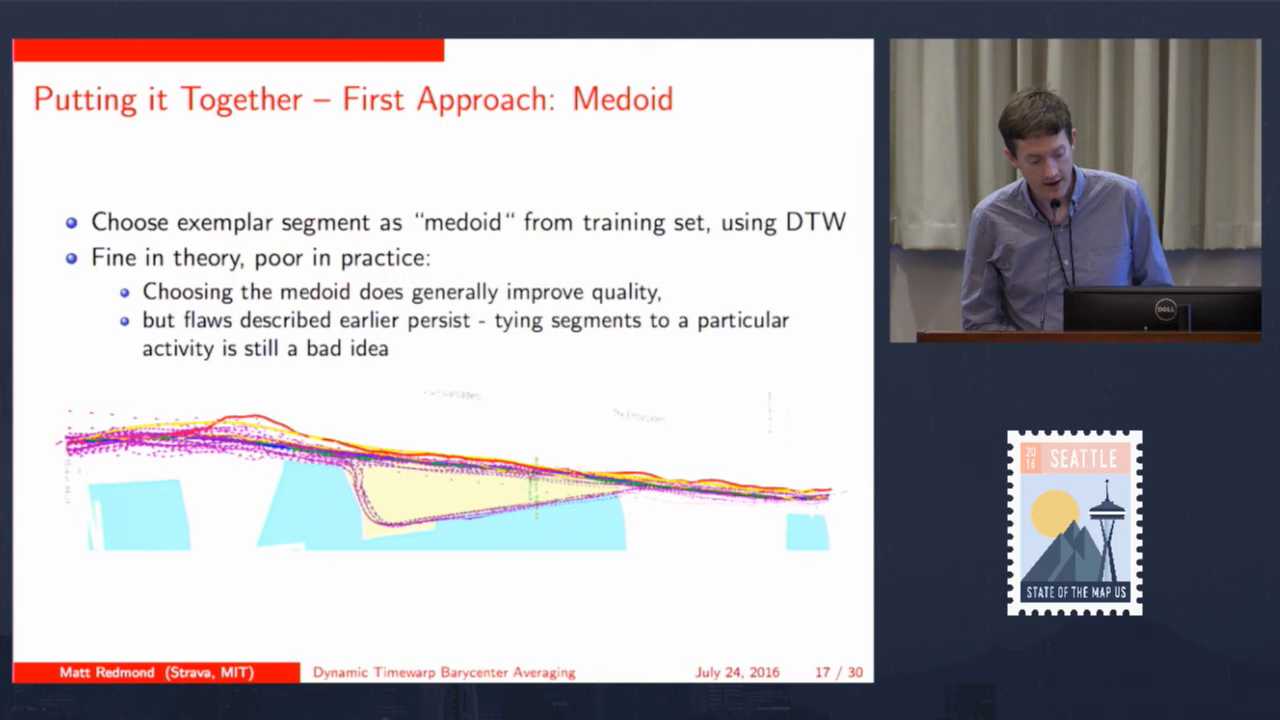 Putting it Together – First Approach: Medoid
Choose exemplar segment as “medoid“ from training set, using DTW
Fine in theory, poor in practice:
Choosing the medoid does generally improve quality,
but flaws described earlier persist - tying segments to a particular
activity is still a bad idea
The Embarcadero
Matt Redmond (Strava, MIT)
Dynamic Timewarp Barycenter Averaging
July 24, 2016
17 / 30
DELL
20
16
SEATTLE
STATE OF THE MAP US